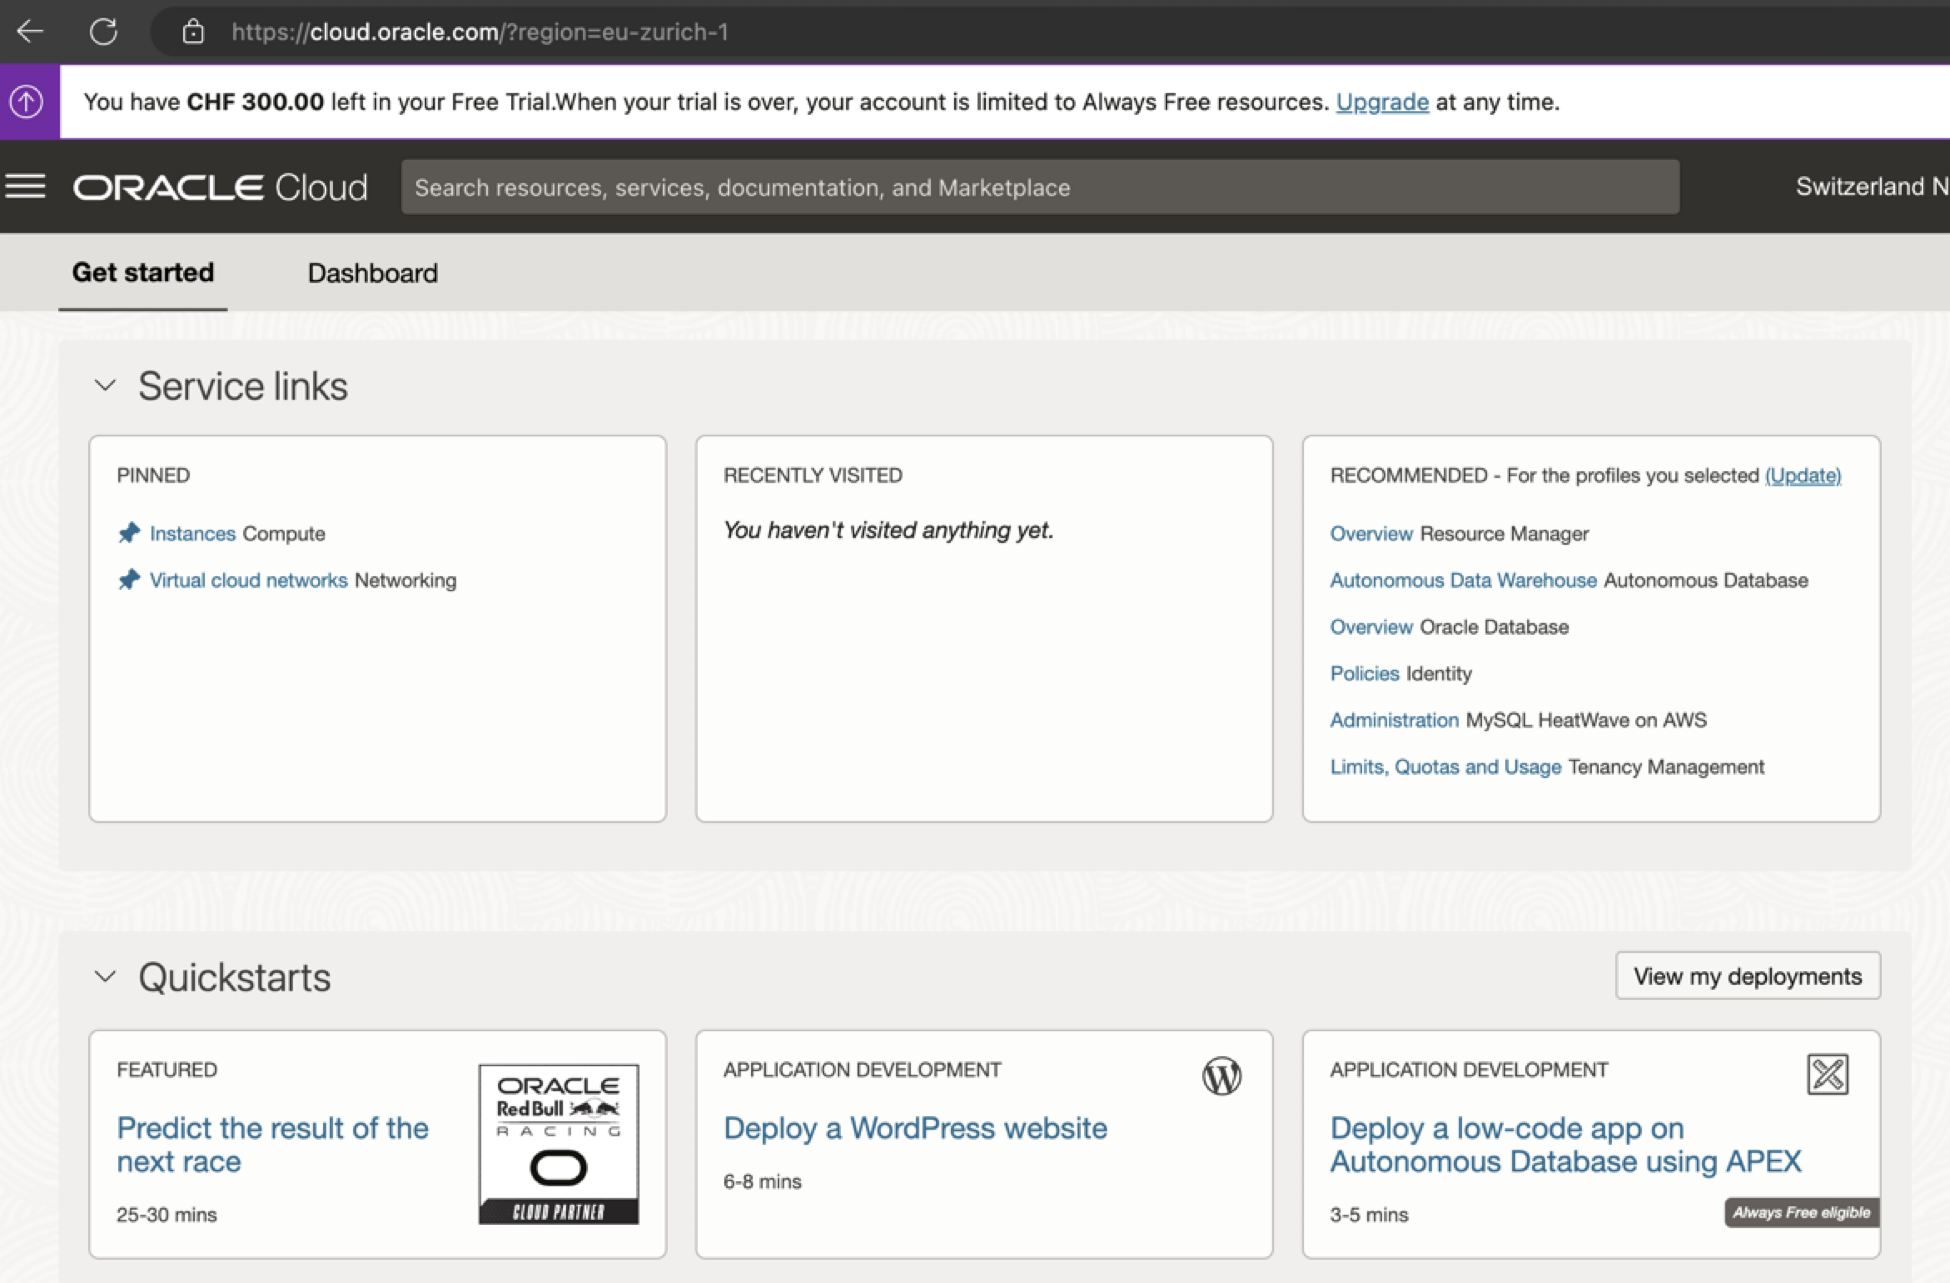 https://cloud.oracle.com/?region=eu-zurich-1
You have CHF 300.00 left in your Free Trial.When your trial is over, your account is limited to Always Free resources. Upgrade at any time.
ORACLE Cloud
Search resources, services, documentation, and Marketplace
Switzerland N
Get started
Dashboard
Service links
PINNED
Instances Compute
Virtual cloud networks Networking
RECENTLY VISITED
You haven't visited anything yet.
RECOMMENDED - For the profiles you selected (Update)
Overview Resource Manager
Autonomous Data Warehouse Autonomous Database
Overview Oracle Database
Policies Identity
Administration MySQL HeatWave on AWS
Limits, Quotas and Usage Tenancy Management
Quickstarts
View my deployments
FEATURED
Predict the result of the
next race
25-30 mins
ORACLE
Red Bull
RACING
CLOUD PARTNER
APPLICATION DEVELOPMENT
Deploy a WordPress website
6-8 mins
APPLICATION DEVELOPMENT
Deploy a low-code app on
Autonomous Database using APEX
3-5 mins
Always Free eligible